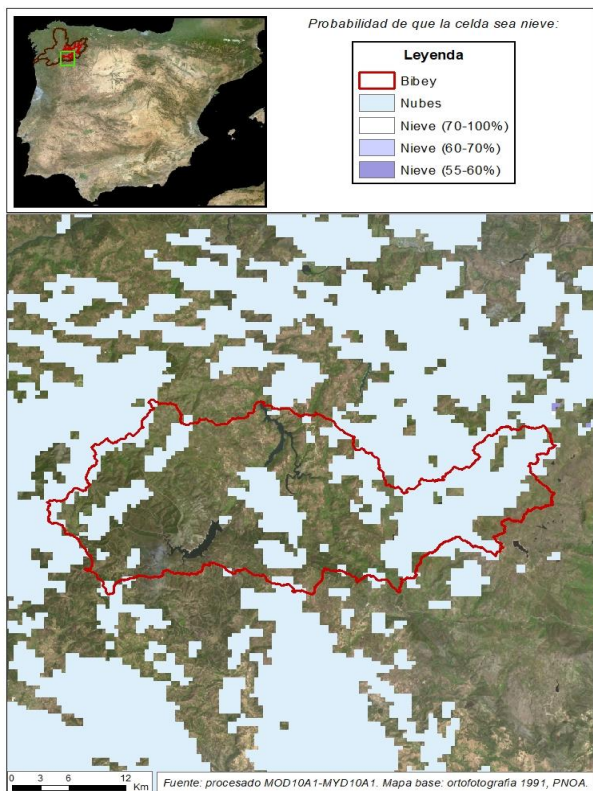 Probabilidad de que la celda sea nieve:
Leyenda
Bibey
Nubes
Nieve (70-100%)
Nieve (60-70%)
Nieve (55-60%)
0 3 6 12
Km
Fuente: procesado MOD10A1-MYD10A1. Mapa base: ortofotografia 1991, PNOA.